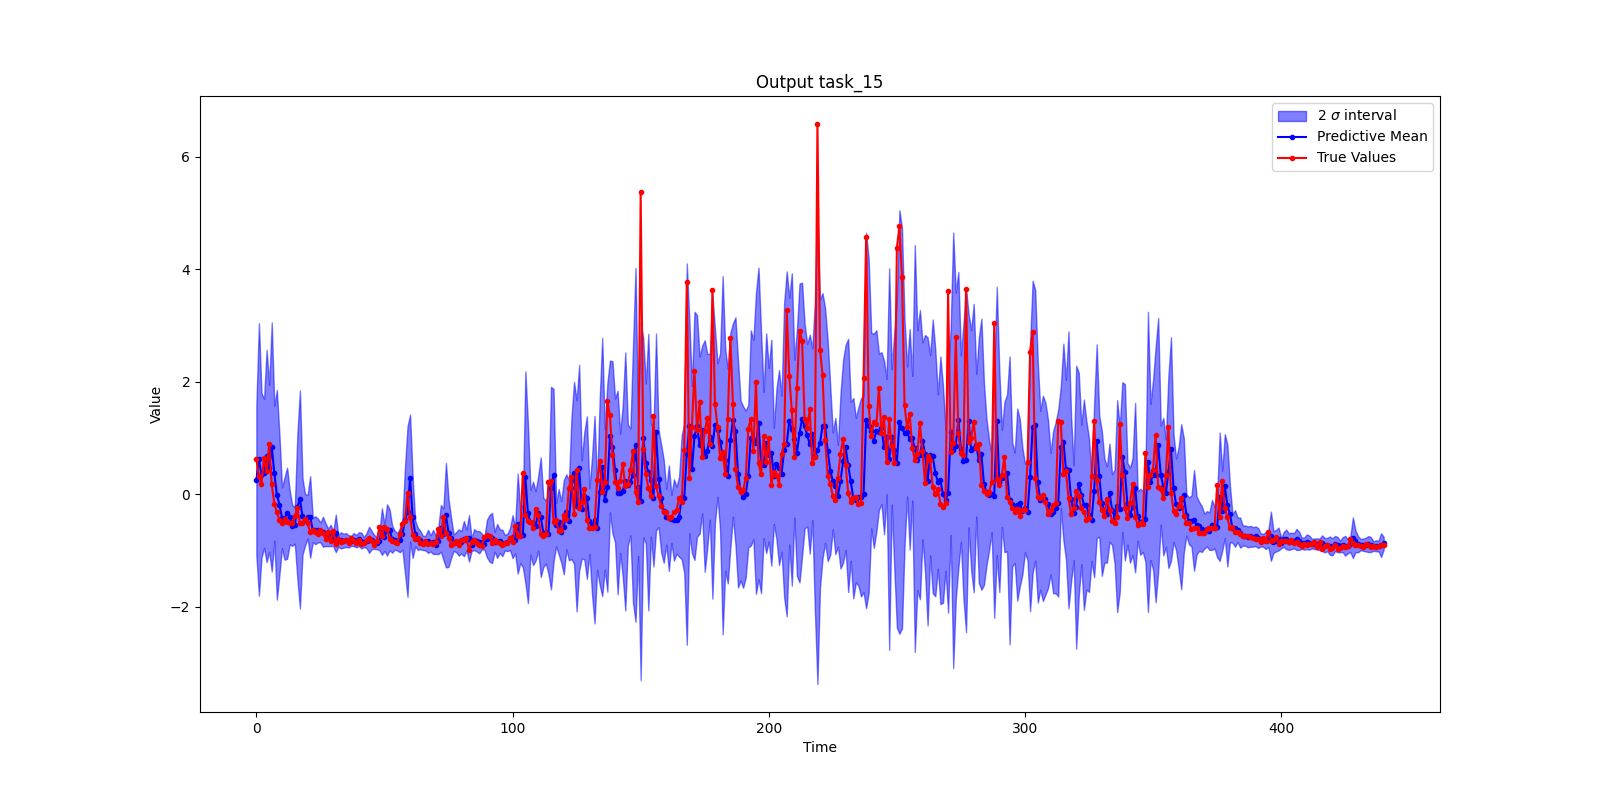 Output task_15
2 σ interval
Predictive Mean
True Values
6
4
2
0
−2
Value
0
100
200
300
400
Time